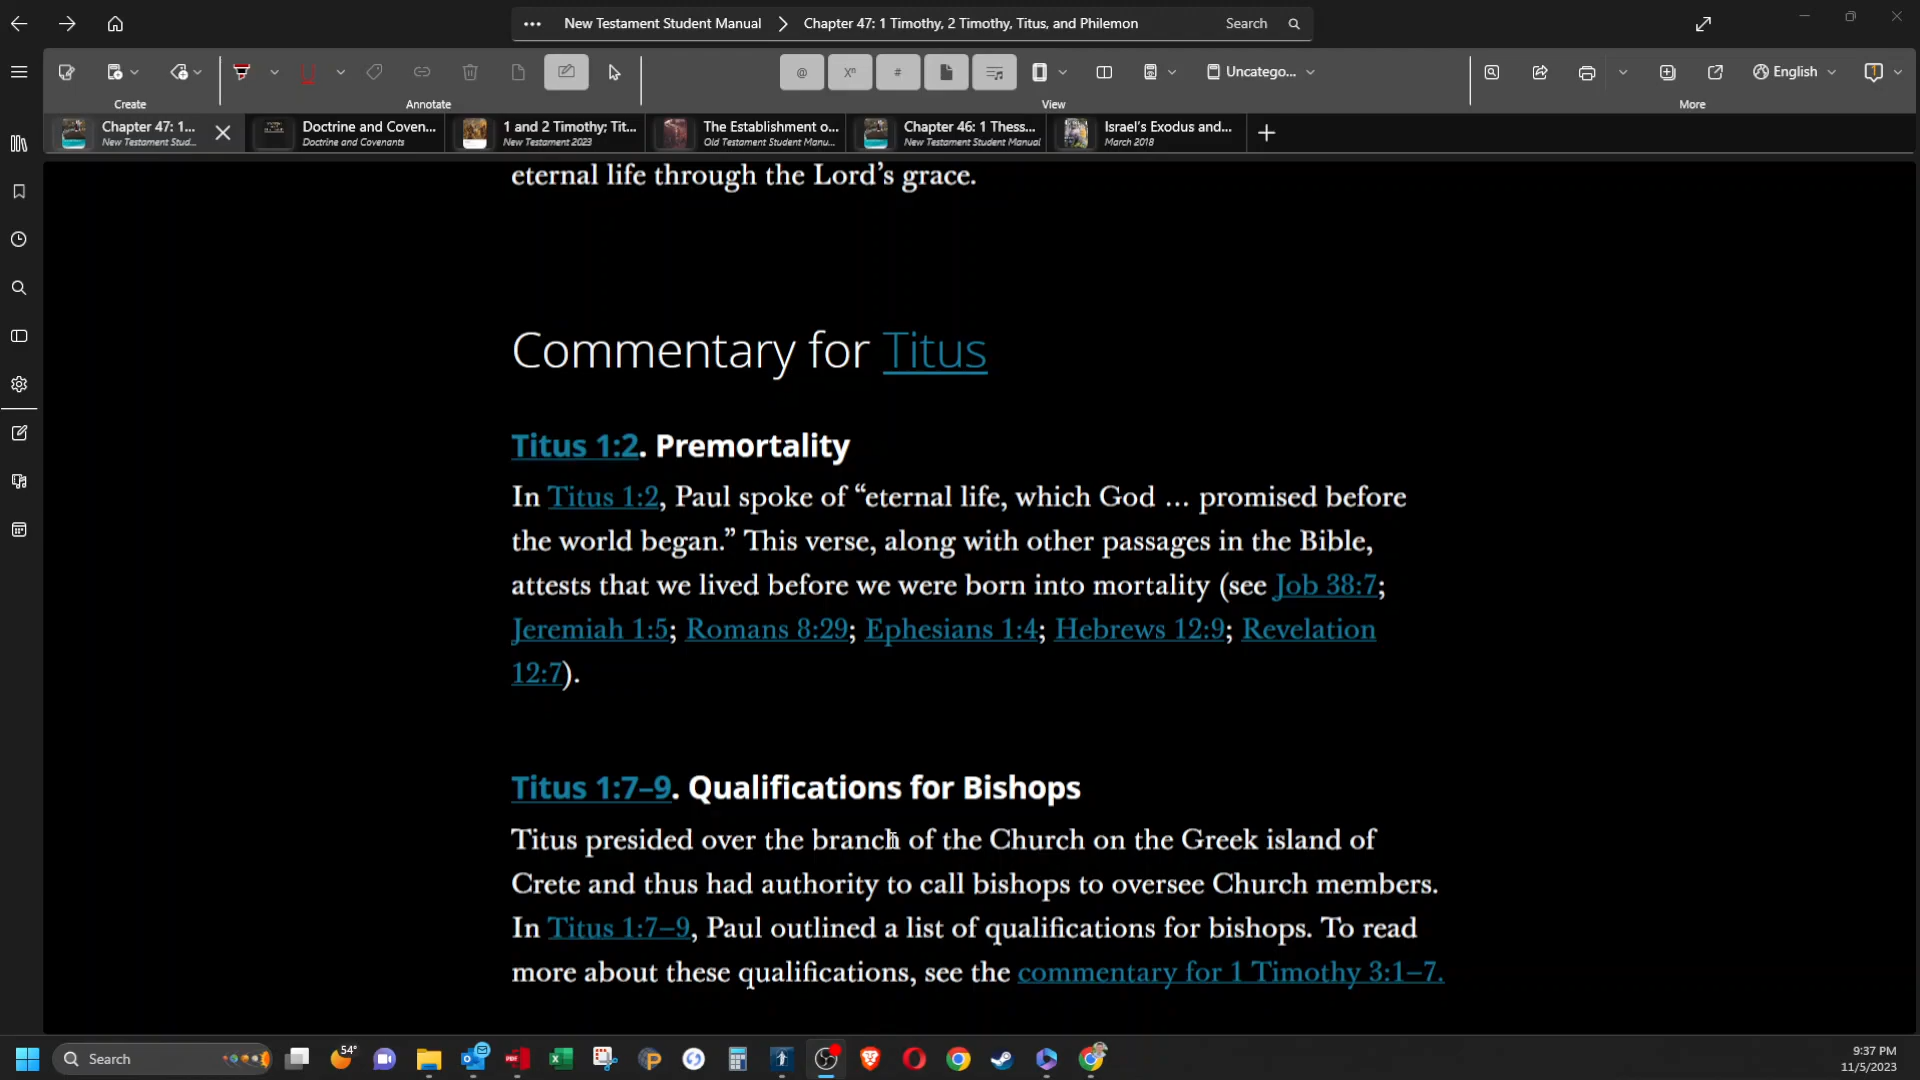 New Testament Student Manual > Chapter 47: 1 Timothy, 2 Timothy, Titus, and Philemon Search
@ Xⁿ # Uncatego... English 1
Create Annotate View More
Chapter 47: 1... Doctrine and Coven... 1 and 2 Timothy; Tit... The Establishment o... Chapter 46: 1 Thess... Israel's Exodus and...
New Testament Stud... Doctrine and Covenants New Testament 2023 Old Testament Student Manu... New Testament Student Manual March 2018
eternal life through the Lord’s grace.
Commentary for Titus
Titus 1:2. Premortality
In Titus 1:2, Paul spoke of “eternal life, which God … promised before
the world began.” This verse, along with other passages in the Bible,
attests that we lived before we were born into mortality (see Job 38:7;
Jeremiah 1:5; Romans 8:29; Ephesians 1:4; Hebrews 12:9; Revelation
12:7).
Titus 1:7–9. Qualifications for Bishops
Titus presided over the branch of the Church on the Greek island of
Crete and thus had authority to call bishops to oversee Church members.
In Titus 1:7–9, Paul outlined a list of qualifications for bishops. To read
more about these qualifications, see the commentary for 1 Timothy 3:1–7.
Search 54° PDF 9:37 PM
11/5/2023